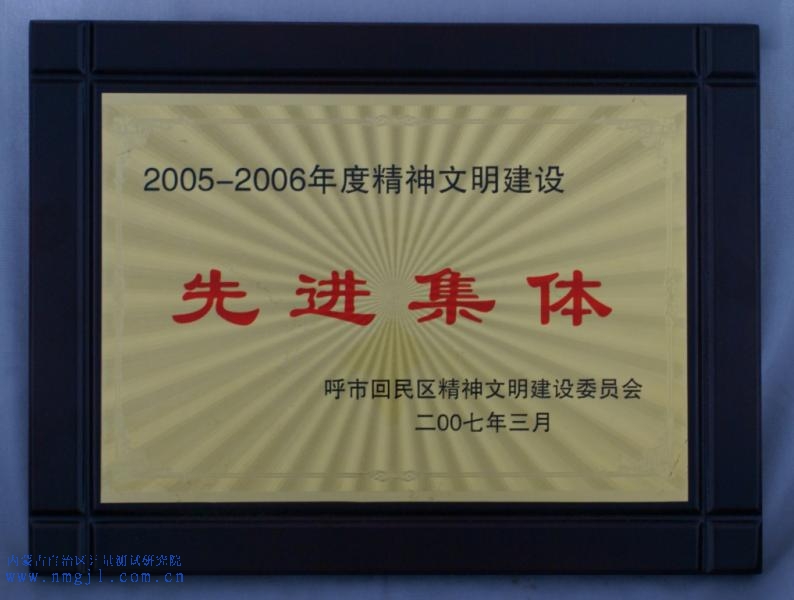 2005-2006年度精神文明建设
先进集体
呼市回民区精神文明建设委员会
二00七年三月
内蒙古自治区计量测试研究院
www.nmgjl.com.cn